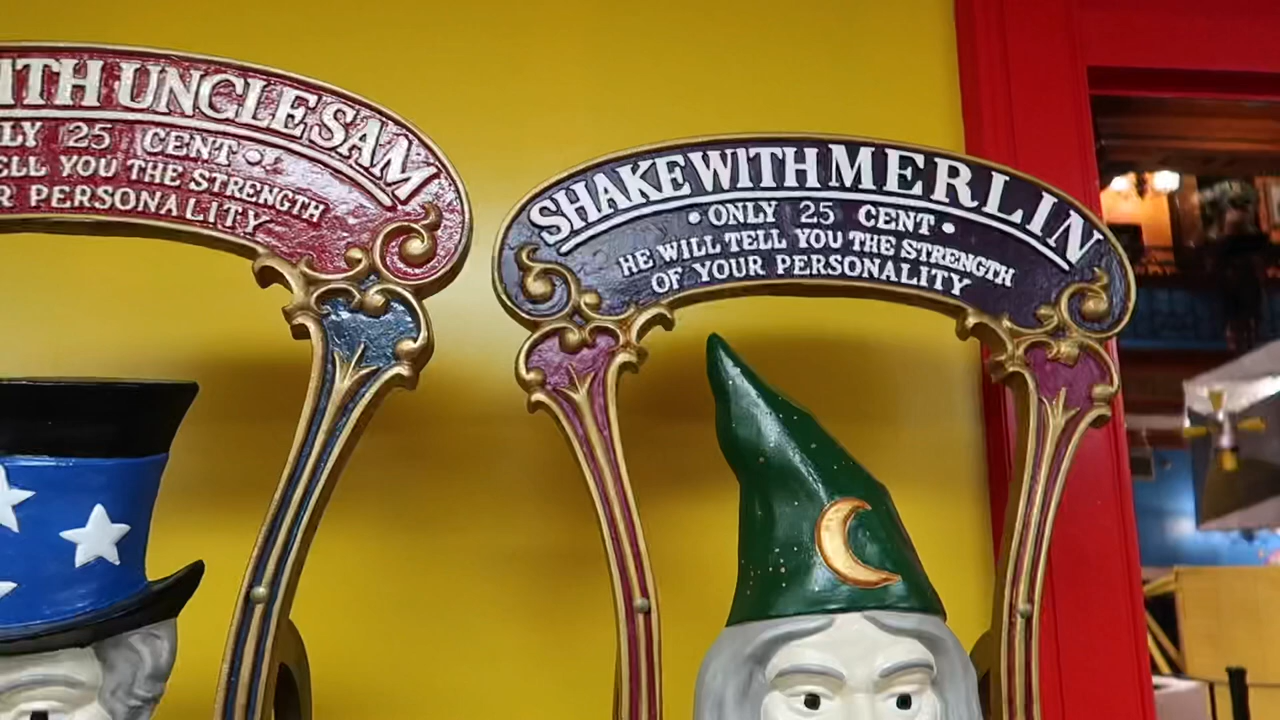 ITH UNCLE SAM
LY 25 CENT •
ELL YOU THE STRENGTH
R PERSONALITY
SHAKE WITH MERLIN
• ONLY 25 CENT •
HE WILL TELL YOU THE STRENGTH
OF YOUR PERSONALITY